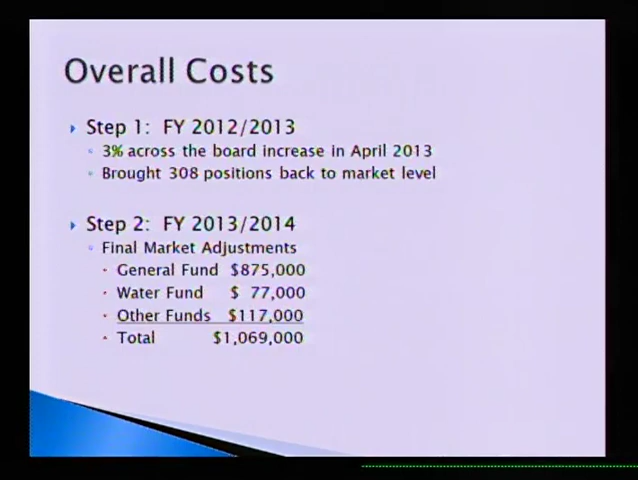 Overall Costs
Step 1: FY 2012/2013
3% across the board increase in April 2013
Brought 308 positions back to market level
Step 2: FY 2013/2014
Final Market Adjustments
General Fund $875,000
Water Fund $ 77,000
Other Funds $117,000
Total $1,069,000